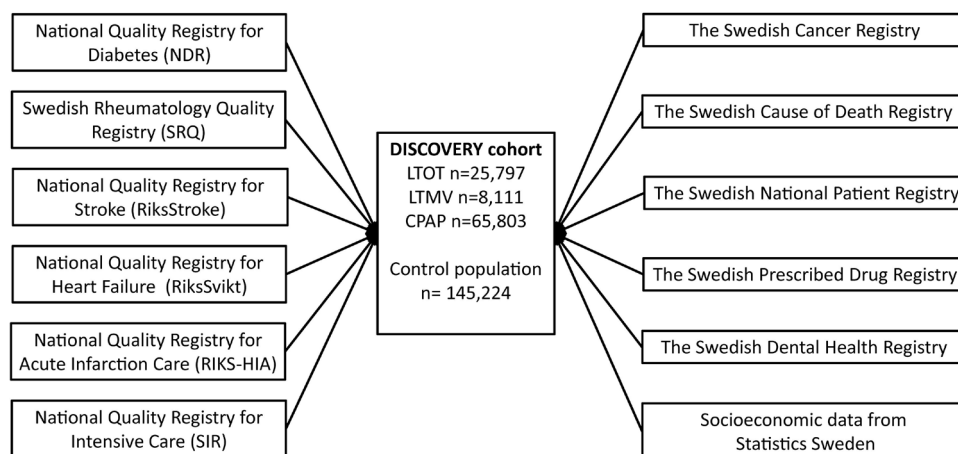 National Quality Registry for
Diabetes (NDR)
Swedish Rheumatology Quality
Registry (SRQ)
National Quality Registry for
Stroke (RiksStroke)
National Quality Registry for
Heart Failure (RiksSvikt)
National Quality Registry for
Acute Infarction Care (RIKS-HIA)
National Quality Registry for
Intensive Care (SIR)
DISCOVERY cohort
LTOT n=25,797
LTMV n=8,111
CPAP n=65,803
Control population
n= 145,224
The Swedish Cancer Registry
The Swedish Cause of Death Registry
The Swedish National Patient Registry
The Swedish Prescribed Drug Registry
The Swedish Dental Health Registry
Socioeconomic data from
Statistics Sweden